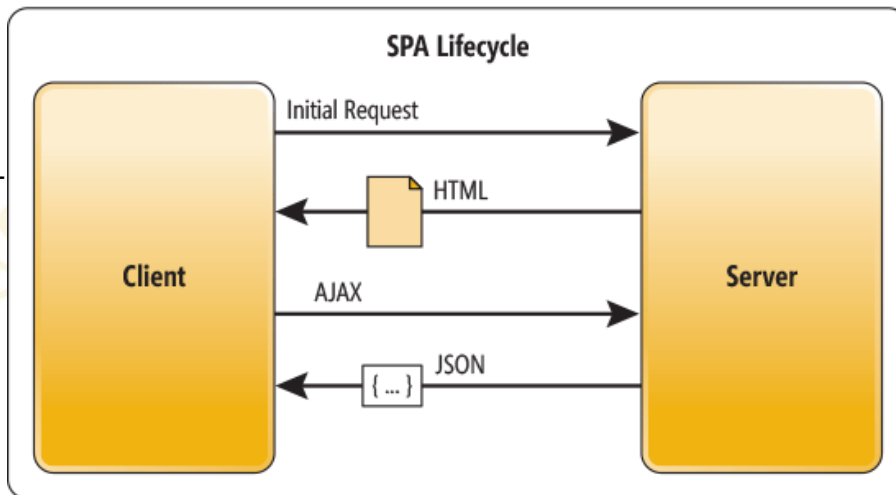 SPA Lifecycle
Initial Request
HTML
Client
Server
AJAX
JSON
{ ... }